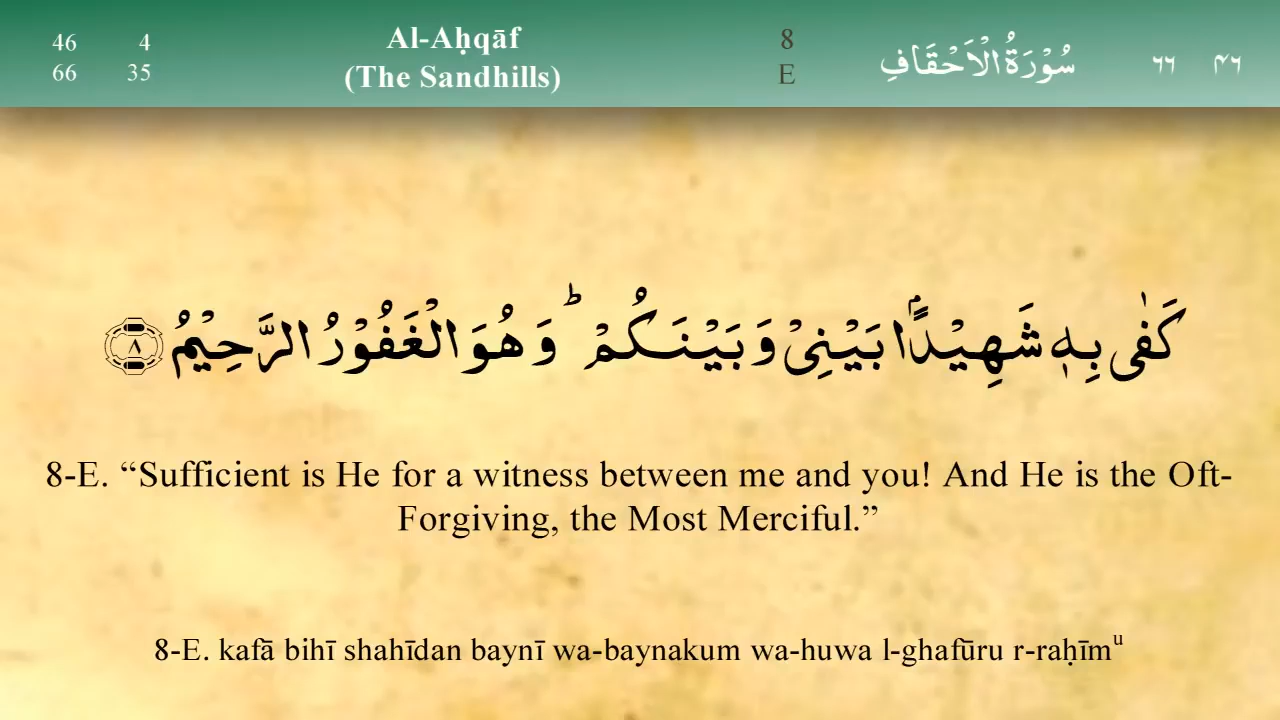 46 4 Al-Aḥqāf 8 سُوْرَةُ الْاَحْقَافِ ٦٦ ۴٦
66 35 (The Sandhills) E
كَفٰى بِهٖ شَهِيْدًۢا بَيْنِيْ وَبَيْنَكُمْ ؕ وَهُوَ الْغَفُوْرُ الرَّحِيْمُ ۝٨
8-E. “Sufficient is He for a witness between me and you! And He is the Oft-
Forgiving, the Most Merciful.”
8-E. kafā bihī shahīdan baynī wa-baynakum wa-huwa l-ghafūru r-raḥīmᵘ